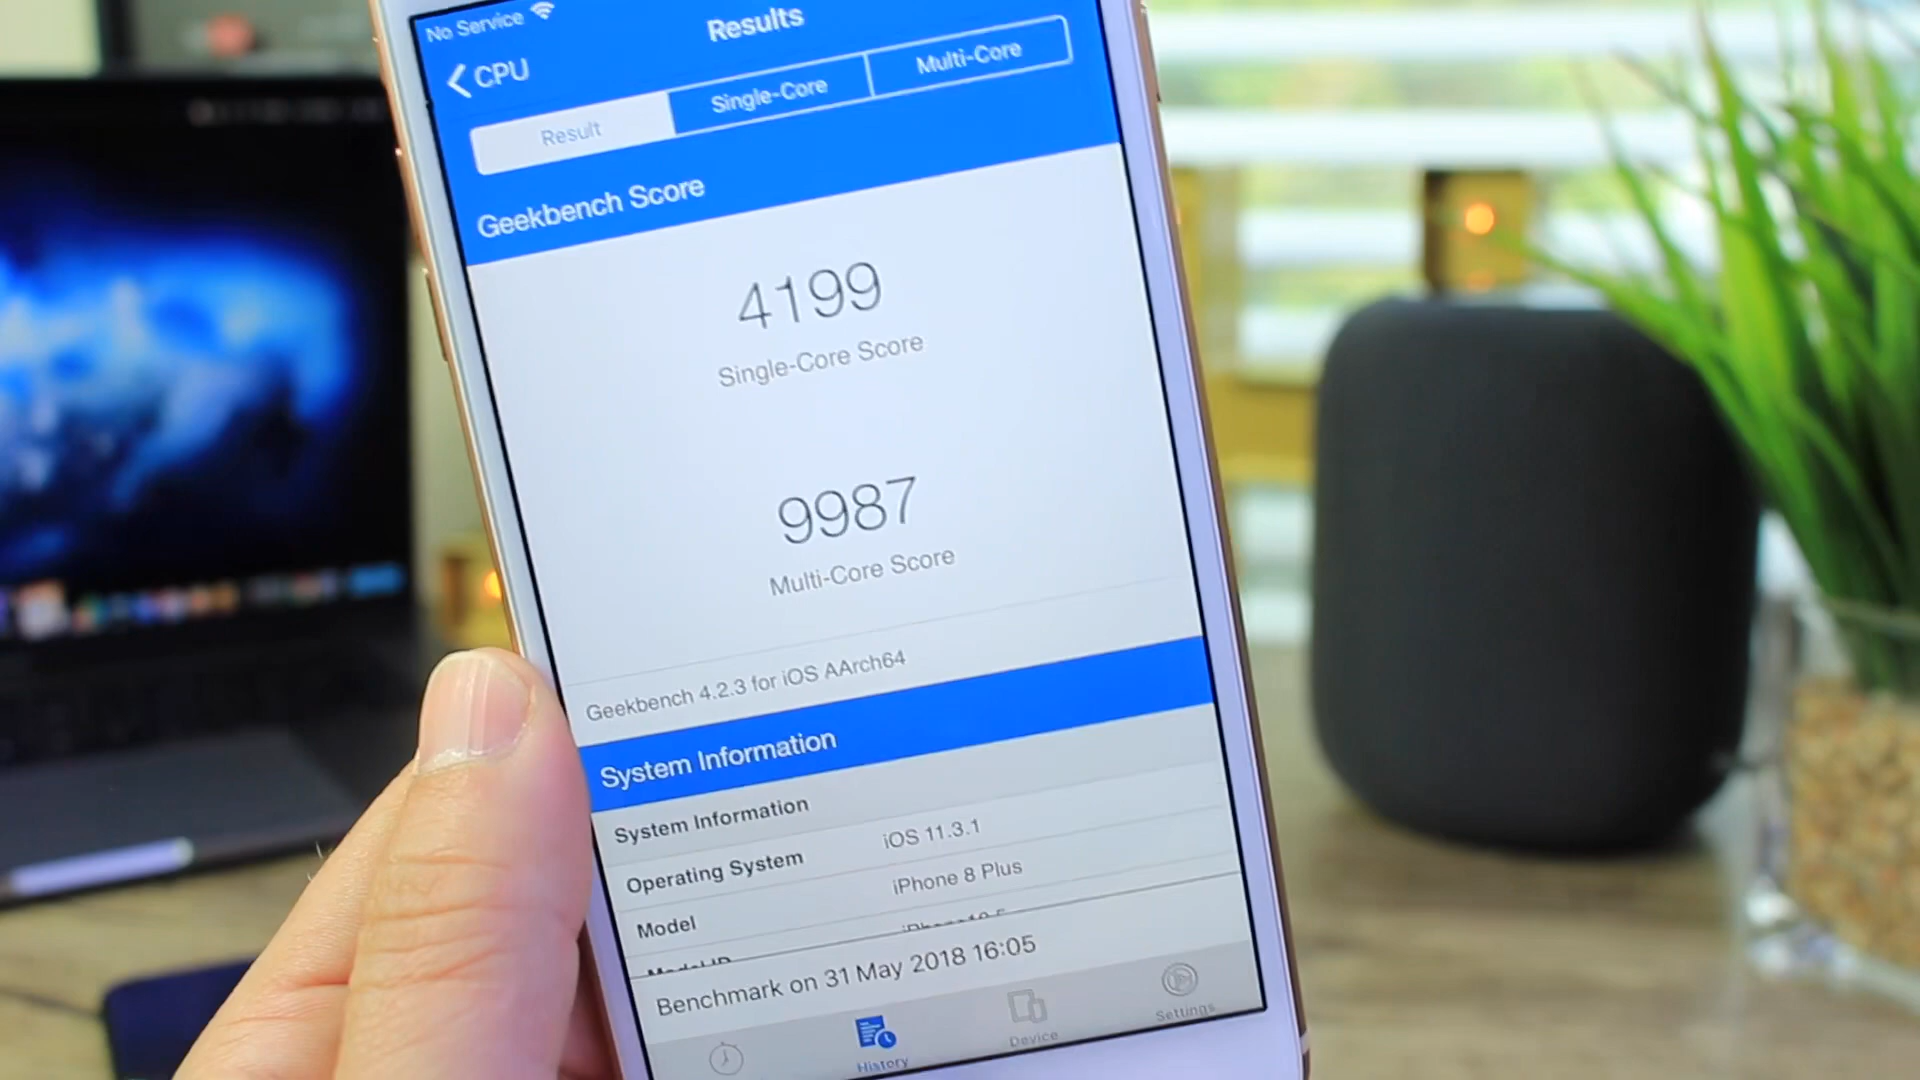 No Service
Results
CPU
Result
Single-Core
Multi-Core
Geekbench Score
4199
Single-Core Score
9987
Multi-Core Score
Geekbench 4.2.3 for iOS AArch64
System Information
System Information
Operating System
iOS 11.3.1
Model
iPhone 8 Plus
Benchmark on 31 May 2018 16:05
History
Device
Settings